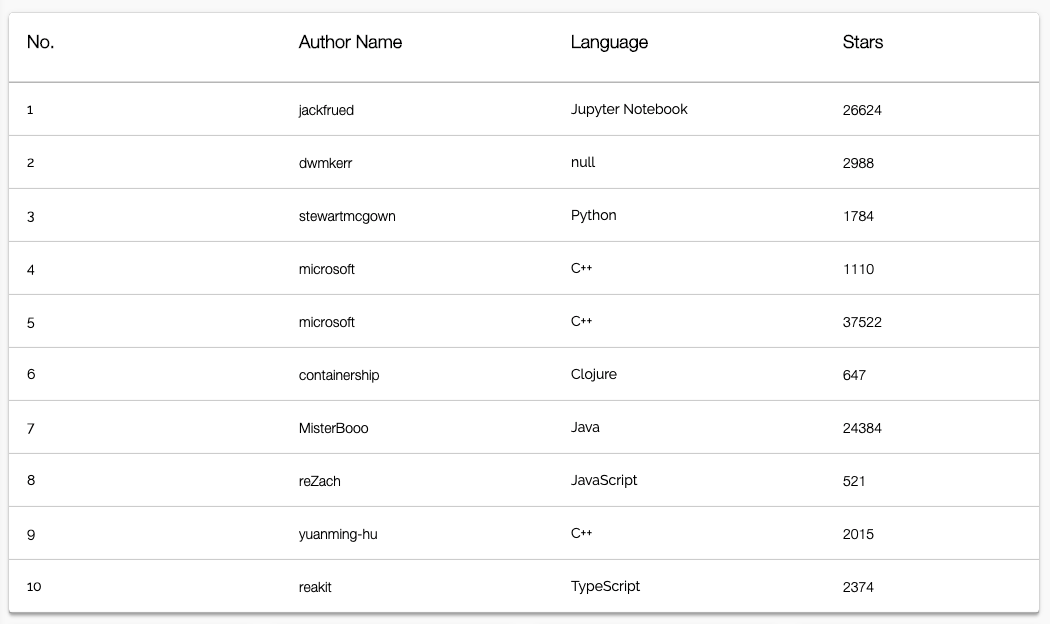 No. Author Name Language Stars
1 jackfrued Jupyter Notebook 26624
2 dwmkerr null 2988
3 stewartmcgown Python 1784
4 microsoft C++ 1110
5 microsoft C++ 37522
6 containership Clojure 647
7 MisterBooo Java 24384
8 reZach JavaScript 521
9 yuanming-hu C++ 2015
10 reakit TypeScript 2374